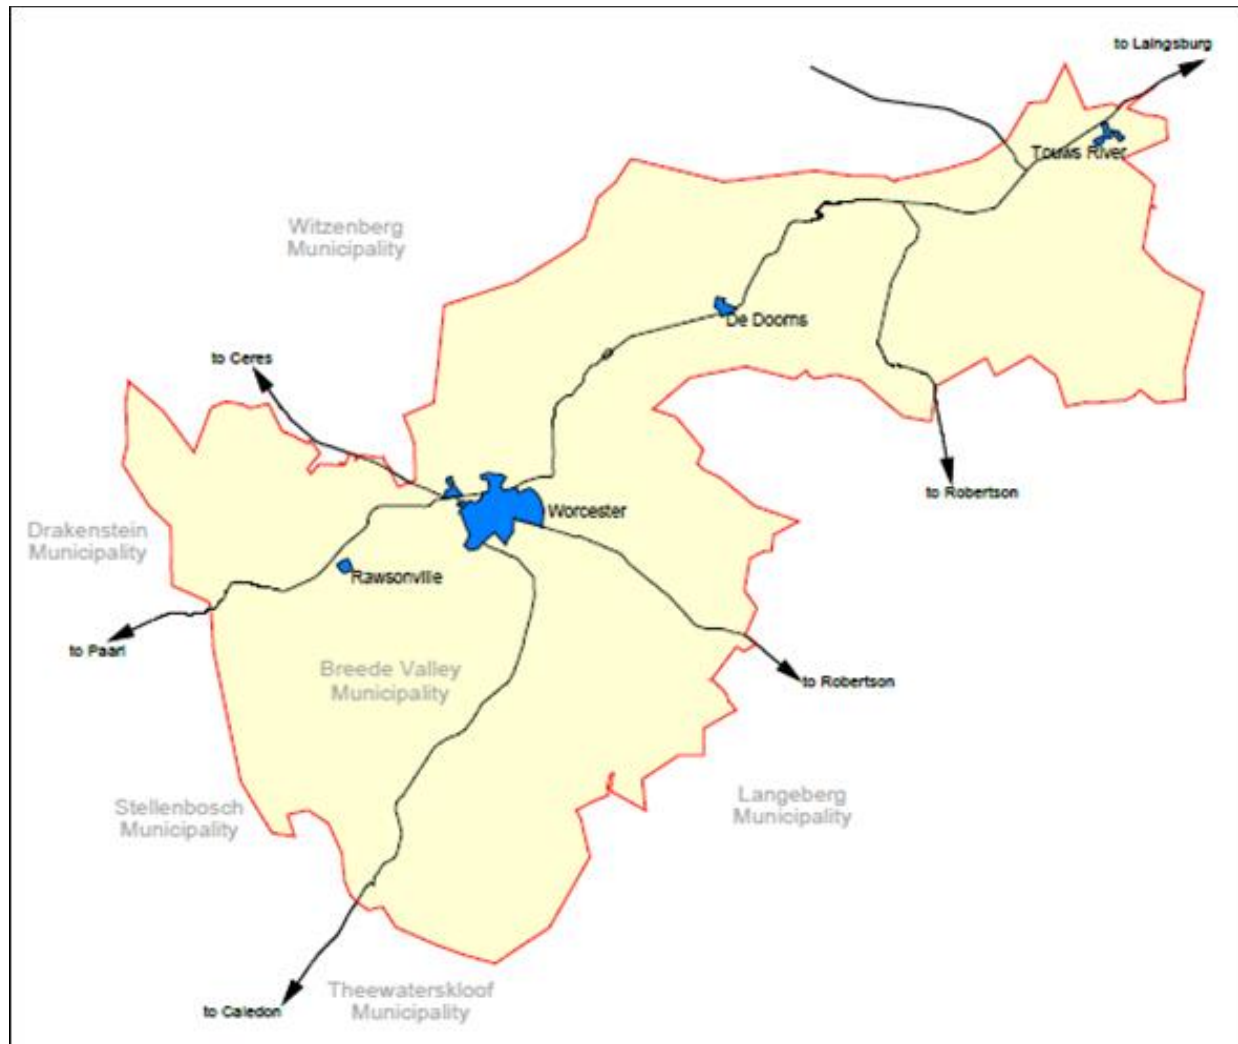 to Laingsburg
Touws River
Witzenberg
Municipality
De Dooms
to Ceres
to Robertson
Worcester
Drakenstein
Municipality
Rawsonville
to Paarl
Breede Valley
Municipality
to Robertson
Stellenbosch
Municipality
Langeberg
Municipality
Theewaterskloof
Municipality
to Caledon